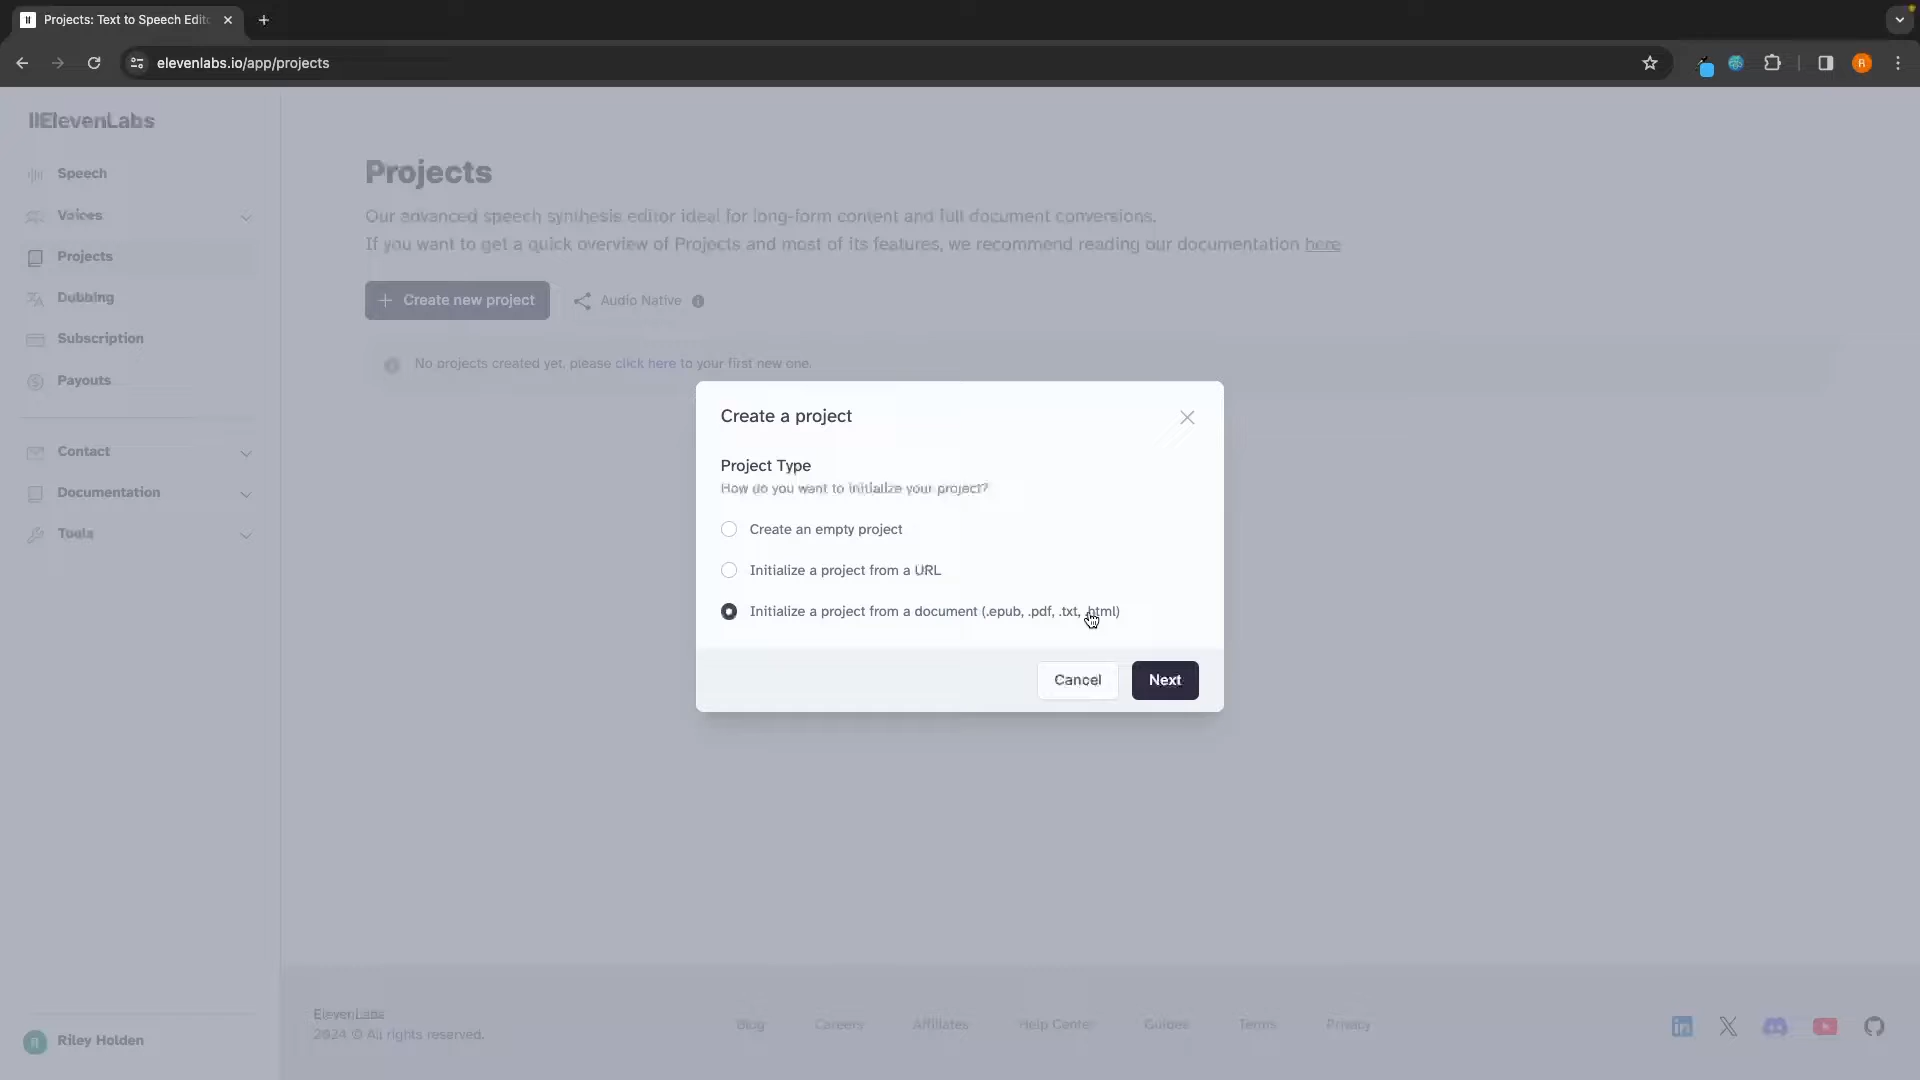 Projects: Text to Speech Edit
elevenlabs.io/app/projects
R
IIElevenLabs
Speech
Voices
Projects
Dubbing
Subscription
Payouts
Contact
Documentation
Tools
R
Riley Holden
Projects
Our advanced speech synthesis editor ideal for long-form content and full document conversions.
If you want to get a quick overview of Projects and most of its features, we recommend reading our documentation here
Create new project
Audio Native
No projects created yet, please click here to your first new one.
Create a project
Project Type
How do you want to initialize your project?
Create an empty project
Initialize a project from a URL
Initialize a project from a document (.epub, .pdf, .txt, .html)
Cancel
Next
ElevenLabs
2024 © All rights reserved.
Blog
Careers
Affiliates
Help Center
Guides
Terms
Privacy